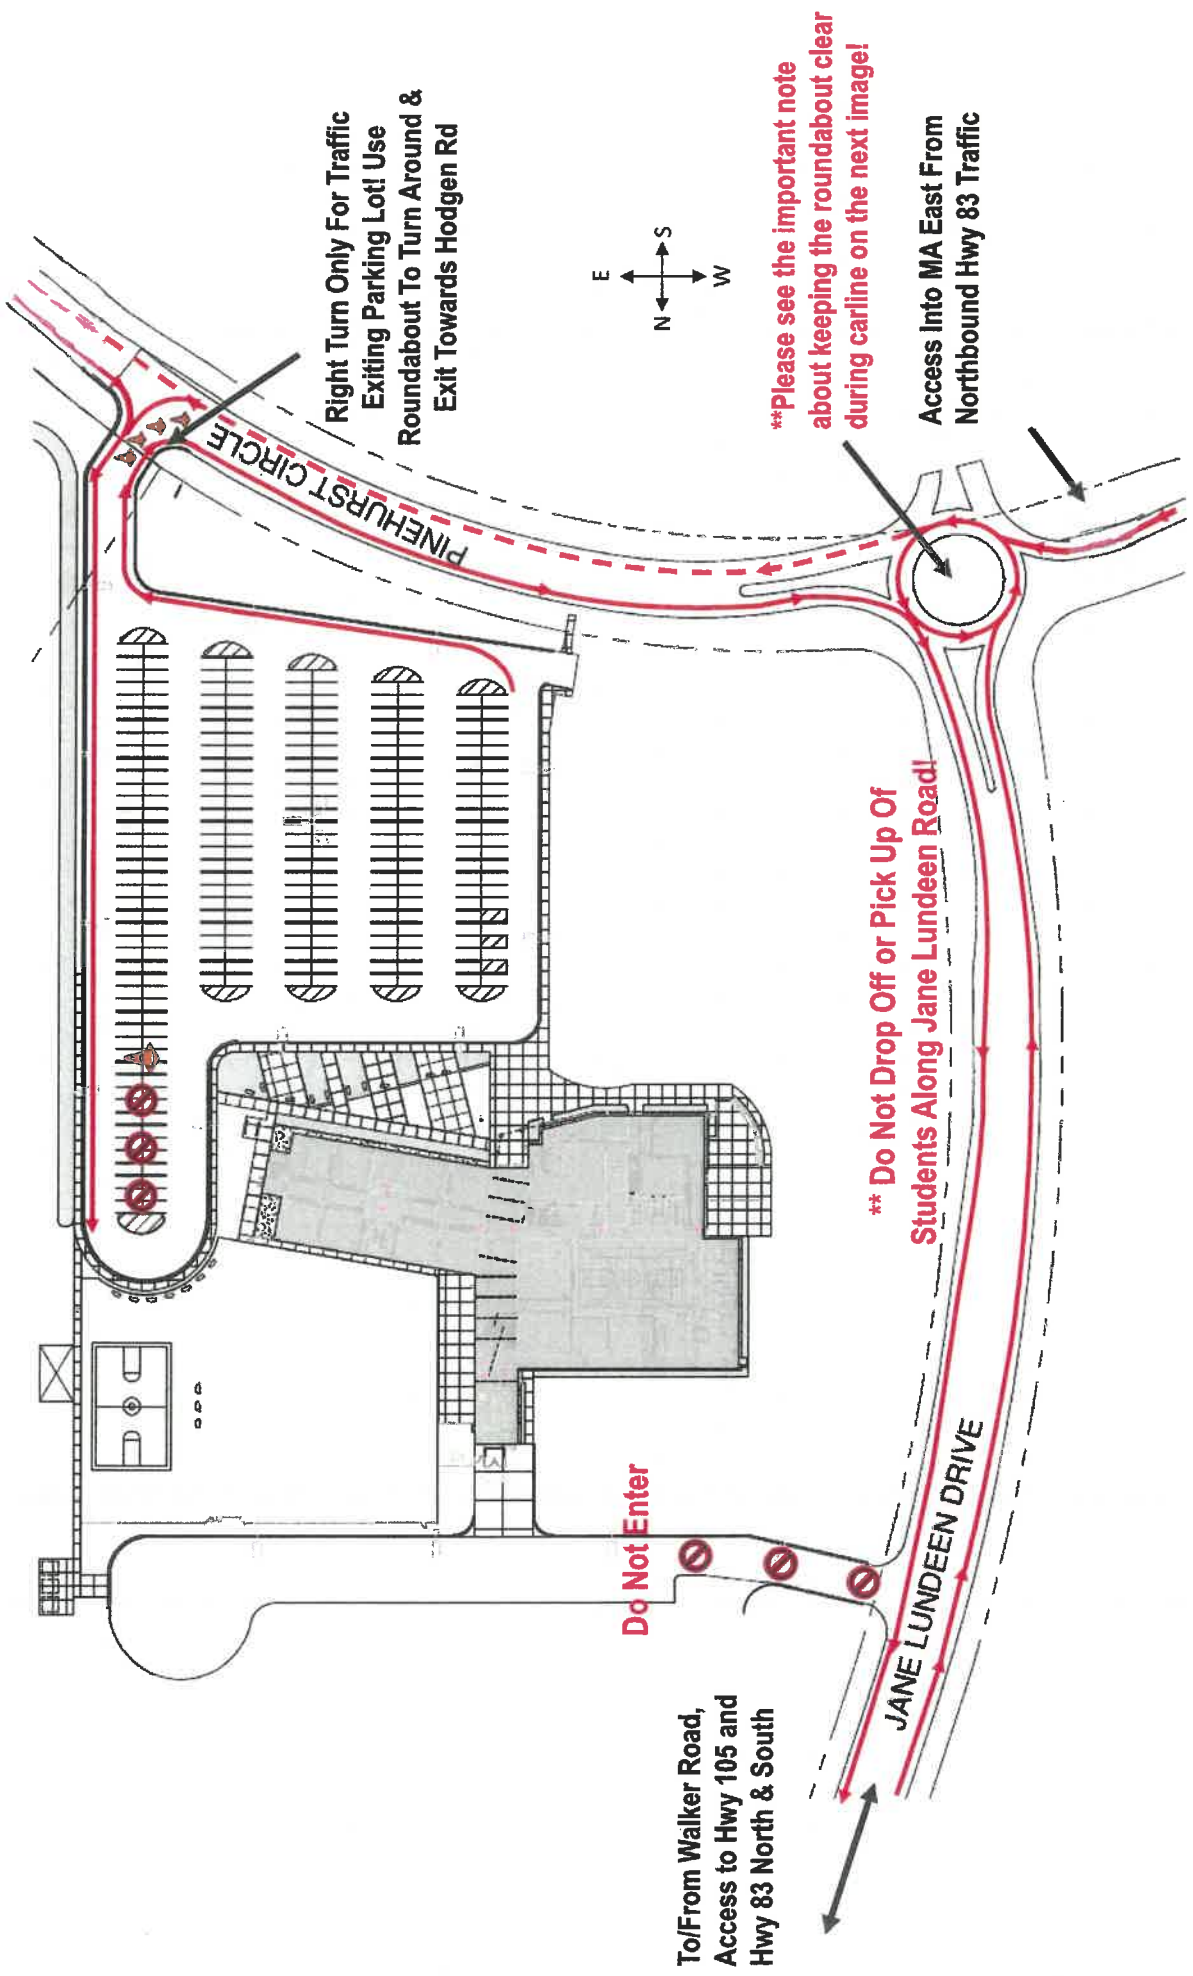 Right Turn Only For Traffic
Exiting Parking Lot! Use
Roundabout To Turn Around &
Exit Towards Hodgen Rd
E
N
S
W
**Please see the important note
about keeping the roundabout clear
during carline on the next image!
Access Into MA East From
Northbound Hwy 83 Traffic
PINEHURST CIRCLE
** Do Not Drop Off or Pick Up Of
Students Along Jane Lundeen Road!
Do Not Enter
JANE LUNDEEN DRIVE
To/From Walker Road,
Access to Hwy 105 and
Hwy 83 North & South